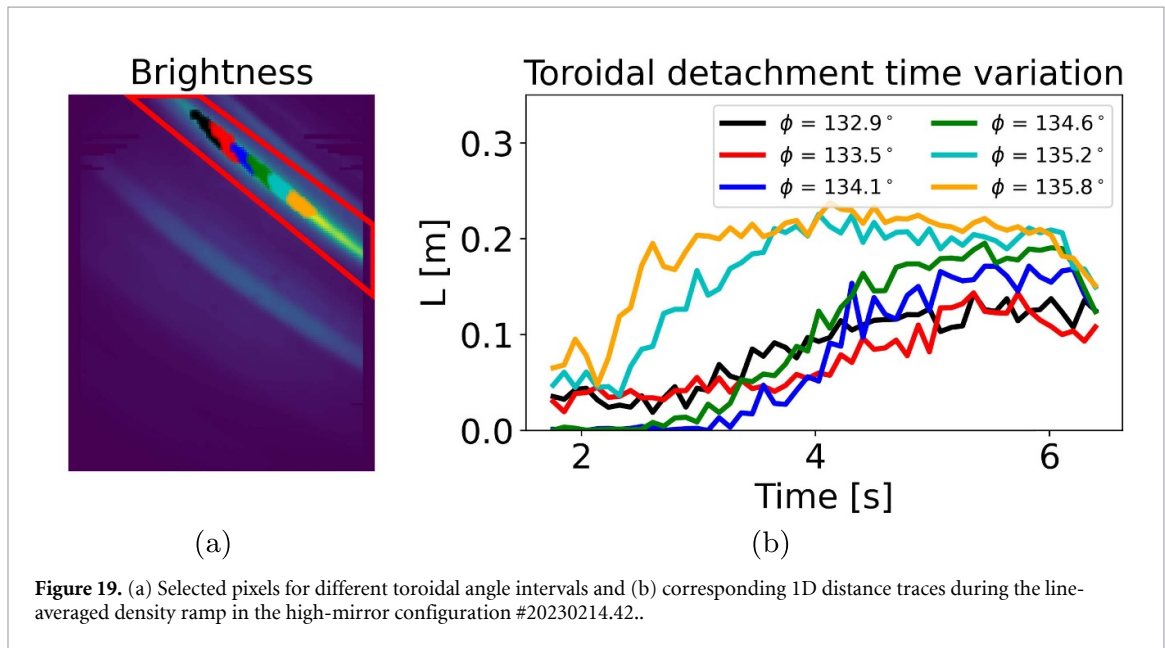 Brightness
Toroidal detachment time variation
ϕ = 132.9°
ϕ = 133.5°
ϕ = 134.1°
ϕ = 134.6°
ϕ = 135.2°
ϕ = 135.8°
0.3
0.2
0.1
0.0
L [m]
2 4 6
Time [s]
(a) (b)
Figure 19. (a) Selected pixels for different toroidal angle intervals and (b) corresponding 1D distance traces during the line-
averaged density ramp in the high-mirror configuration #20230214.42..